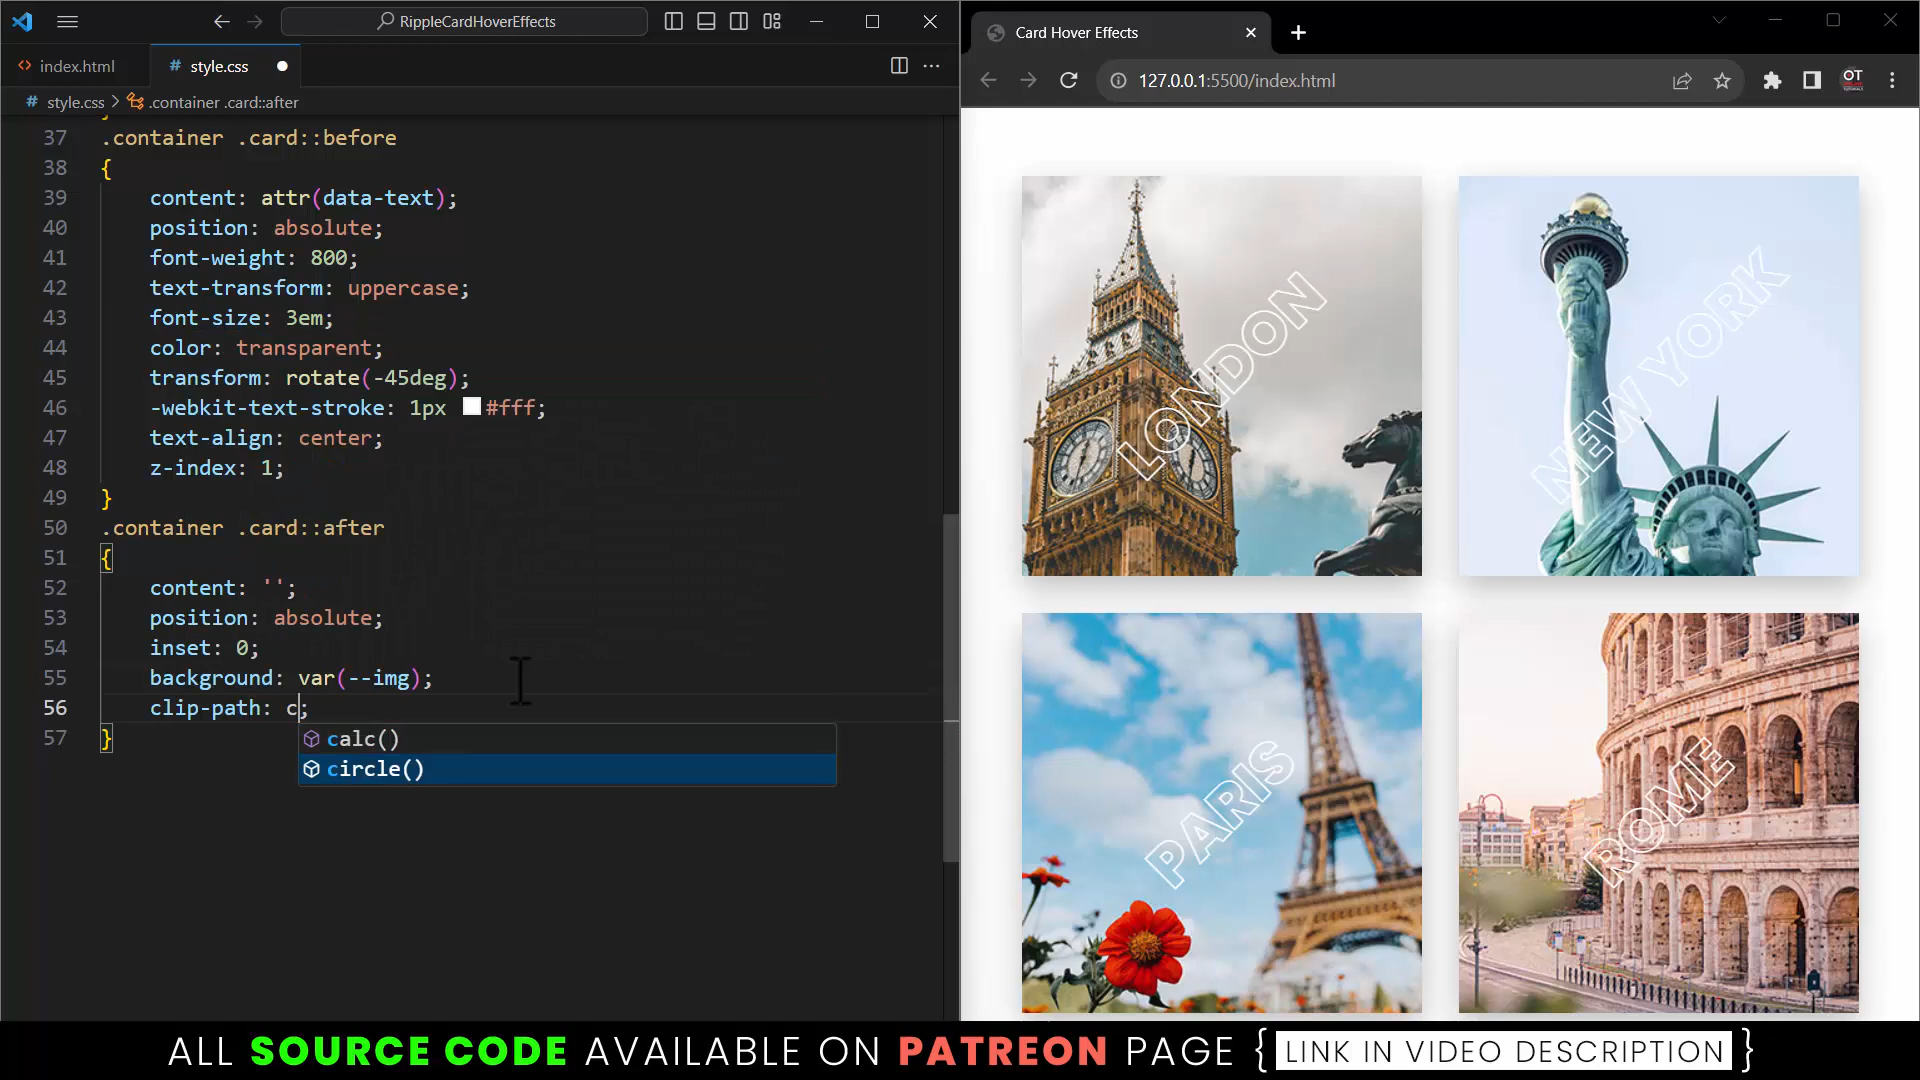 RippleCardHoverEffects
index.html
# style.css
# style.css > .container .card::after
37 .container .card::before
38 {
39 content: attr(data-text);
40 position: absolute;
41 font-weight: 800;
42 text-transform: uppercase;
43 font-size: 3em;
44 color: transparent;
45 transform: rotate(-45deg);
46 -webkit-text-stroke: 1px #fff;
47 text-align: center;
48 z-index: 1;
49 }
50 .container .card::after
51 {
52 content: '';
53 position: absolute;
54 inset: 0;
55 background: var(--img);
56 clip-path: c;
57 }
calc()
circle()
Card Hover Effects
127.0.0.1:5500/index.html
OT
LONDON
NEW YORK
PARIS
ROME
ALL SOURCE CODE AVAILABLE ON PATREON PAGE { LINK IN VIDEO DESCRIPTION }